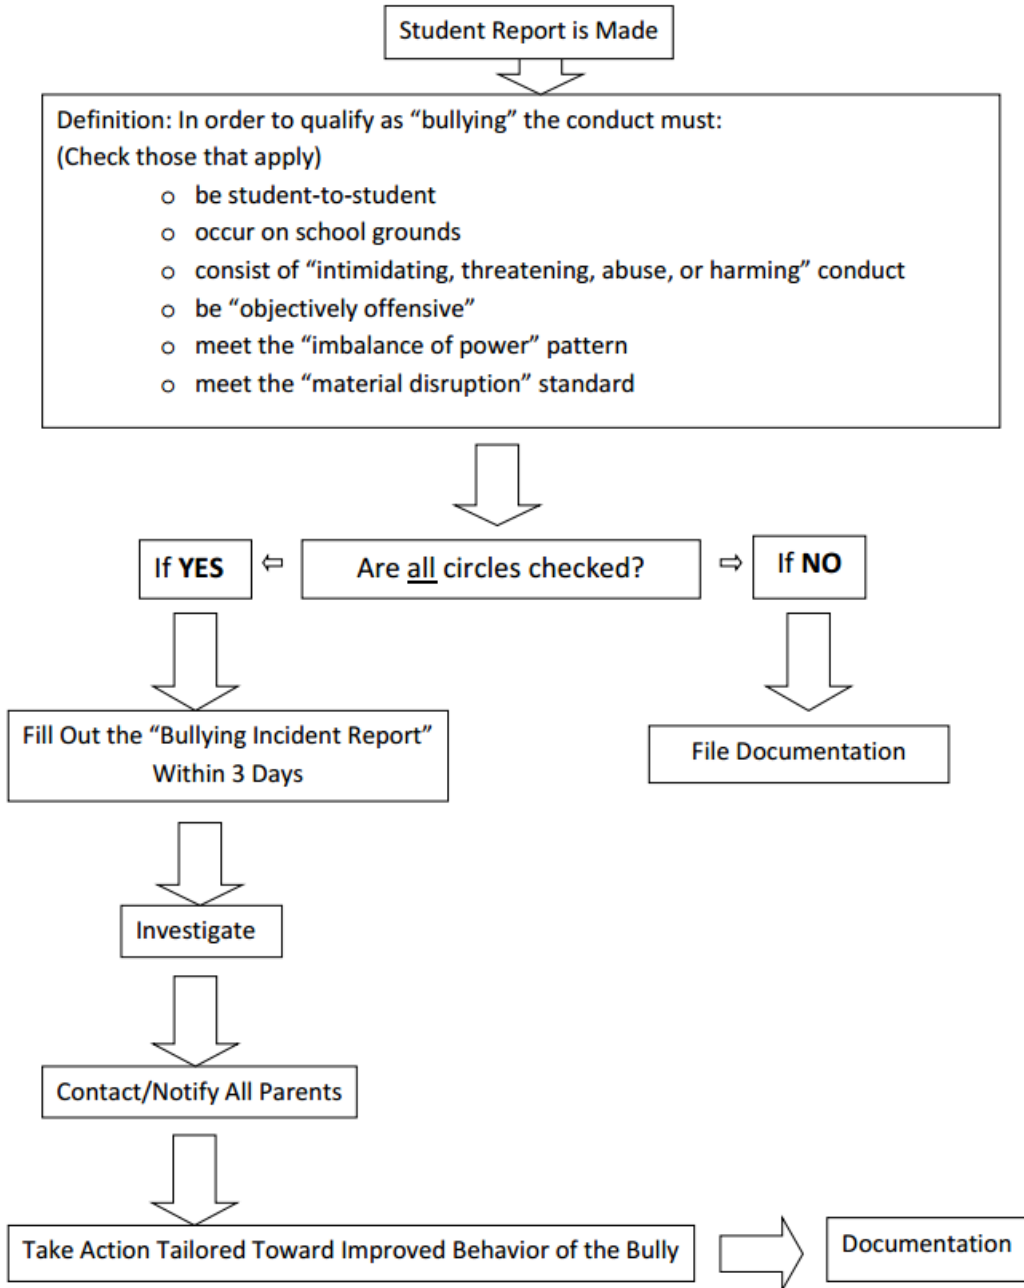 Student Report is Made
Definition: In order to qualify as “bullying” the conduct must:
(Check those that apply)
o be student-to-student
o occur on school grounds
o consist of “intimidating, threatening, abuse, or harming” conduct
o be “objectively offensive”
o meet the “imbalance of power” pattern
o meet the “material disruption” standard
If YES
Are all circles checked?
If NO
Fill Out the “Bullying Incident Report”
Within 3 Days
File Documentation
Investigate
Contact/Notify All Parents
Take Action Tailored Toward Improved Behavior of the Bully
Documentation